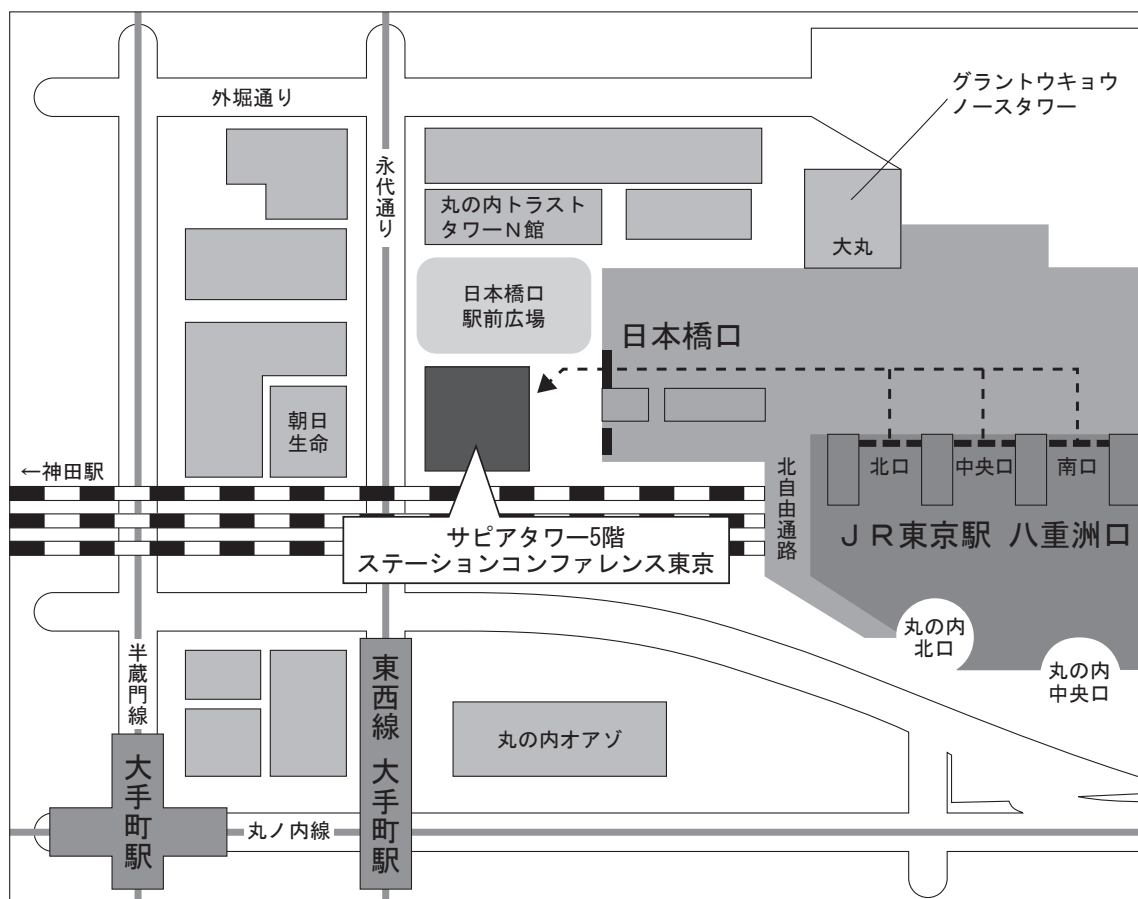 グラントウキョウ
ノースタワー
外堀通り
永代通り
丸の内トラスト
タワーN館
大丸
日本橋口
駅前広場
日本橋口
朝日
生命
←神田駅
北口
中央口
南口
北自由通路
サピアタワー5階
ステーションコンファレンス東京
JR東京駅 八重洲口
丸の内
北口
丸の内
中央口
半蔵門線
東西線 大手町駅
丸の内オアゾ
大手町駅
丸ノ内線